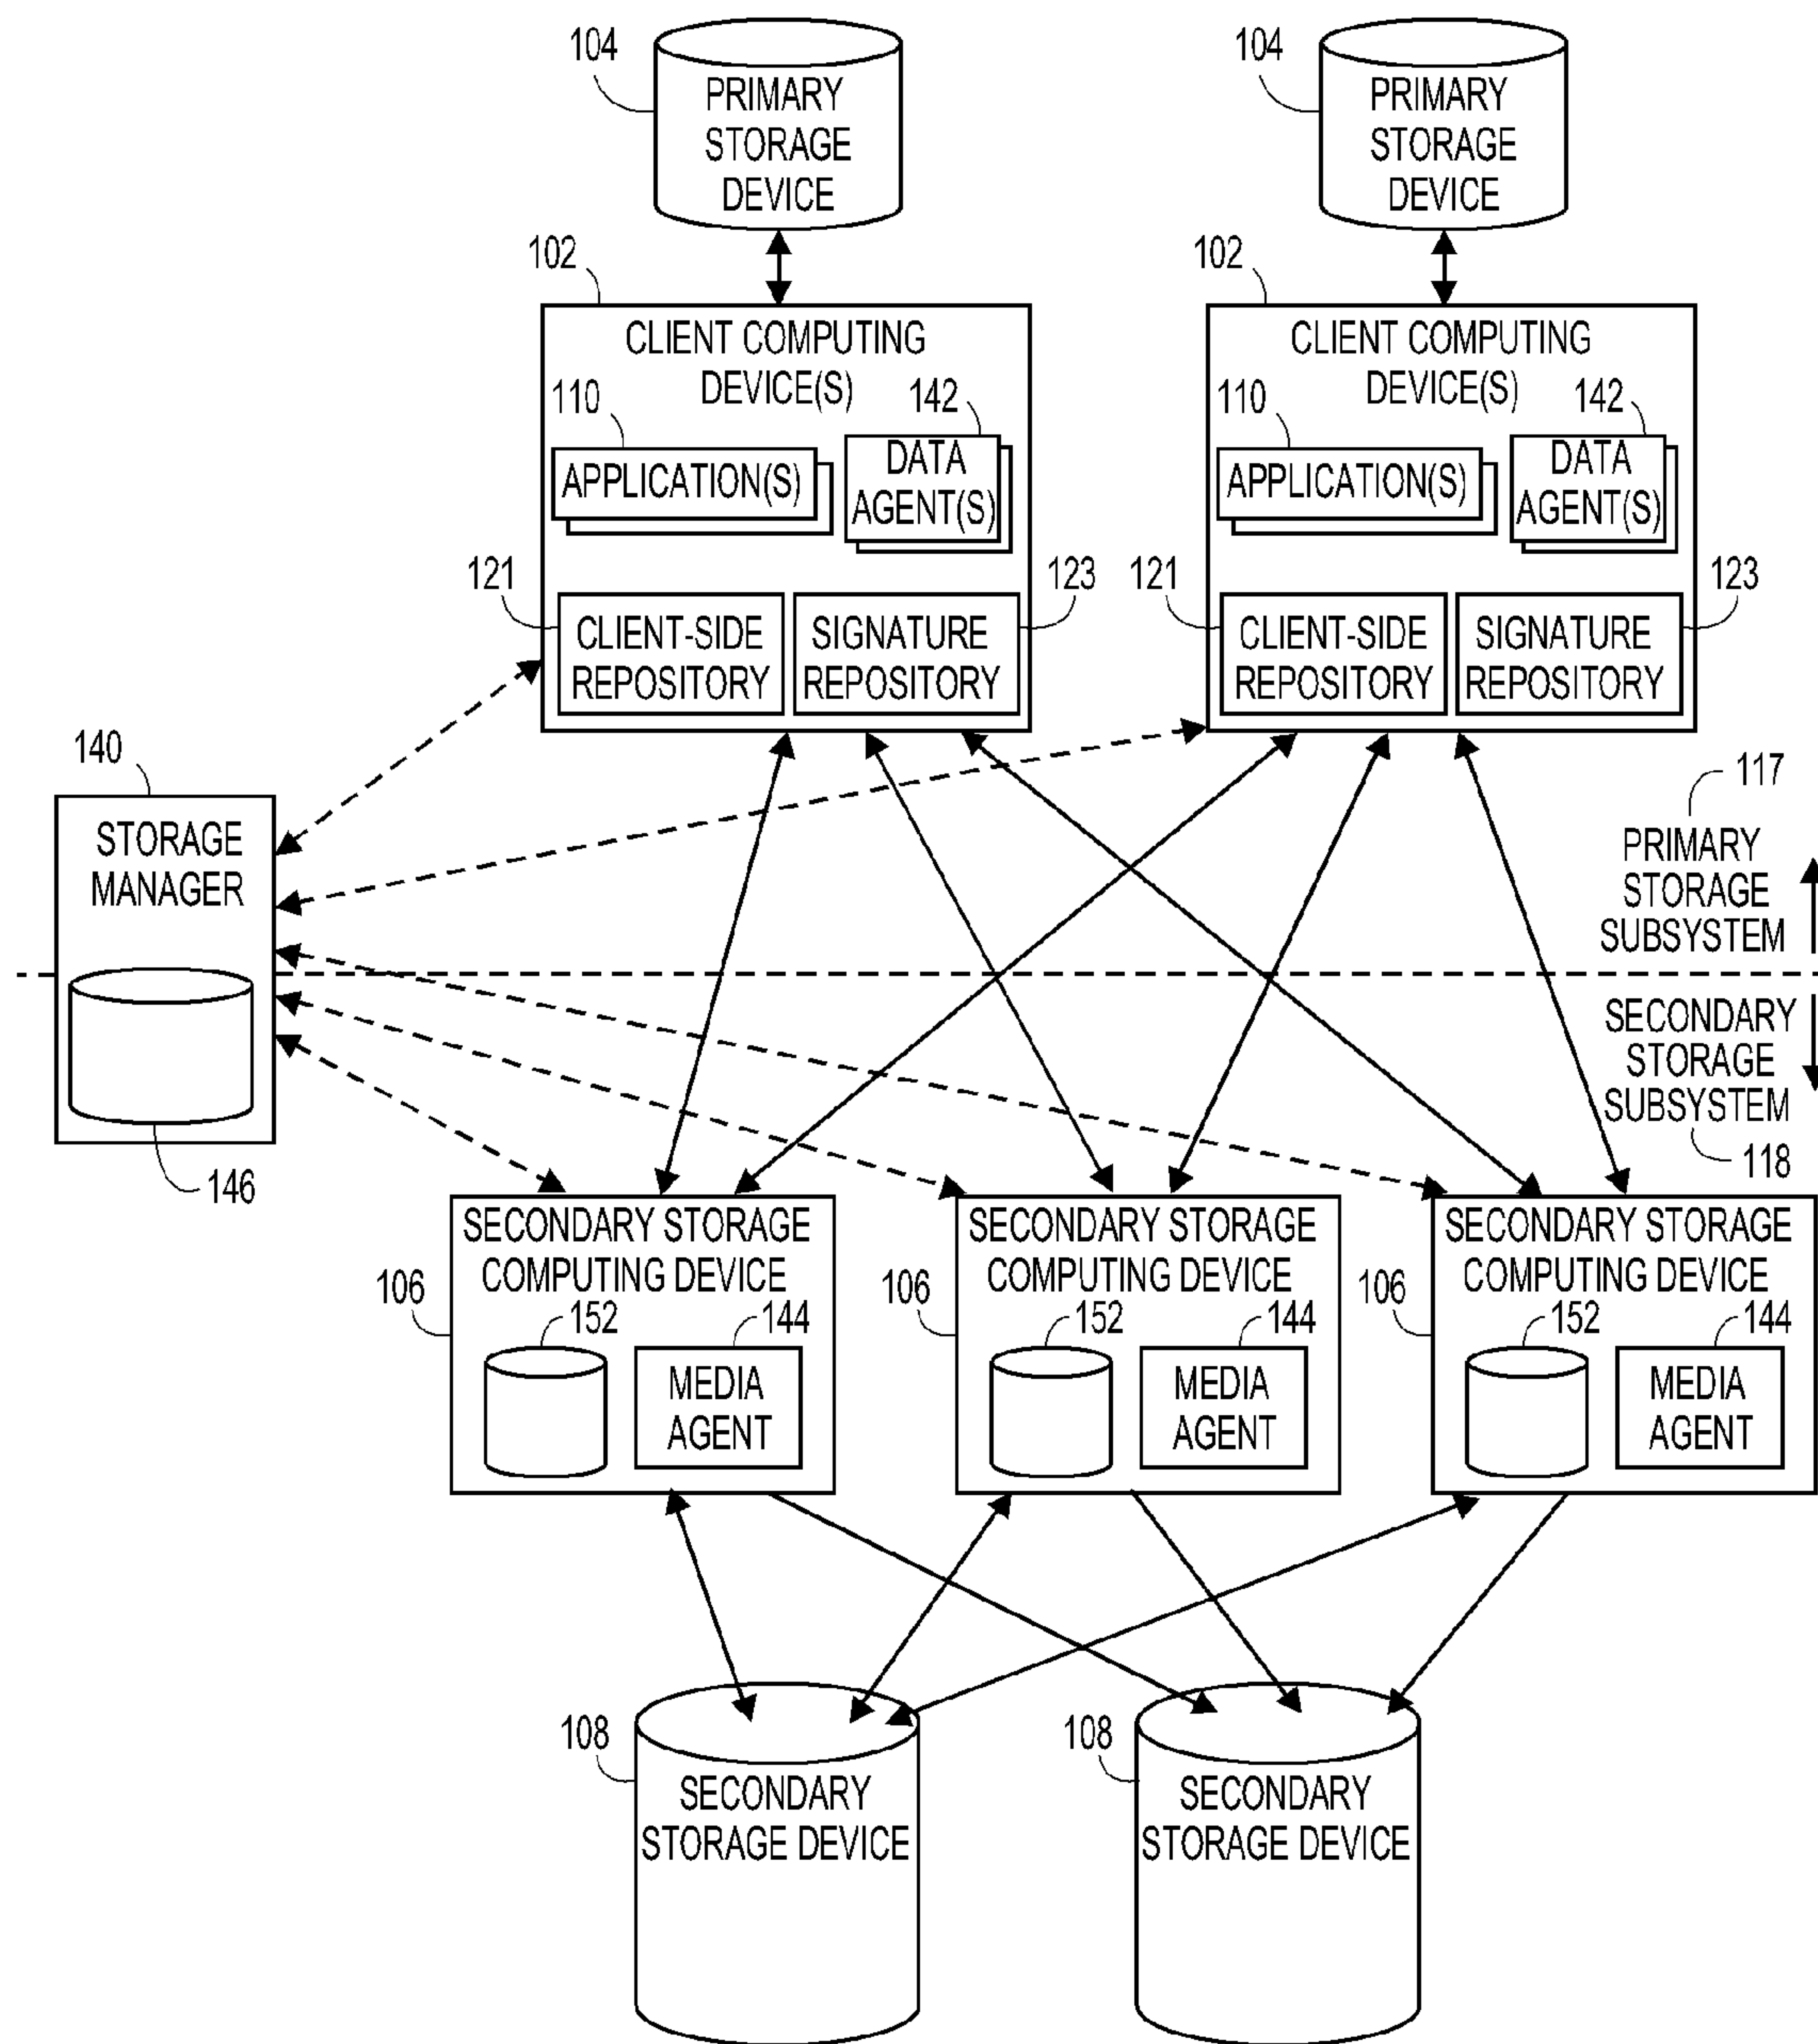 104
PRIMARY
STORAGE
DEVICE
104
PRIMARY
STORAGE
DEVICE
102
CLIENT COMPUTING
DEVICE(S)
110
142
APPLICATION(S)
DATA
AGENT(S)
121
123
CLIENT-SIDE
REPOSITORY
SIGNATURE
REPOSITORY
102
CLIENT COMPUTING
DEVICE(S)
110
142
APPLICATION(S)
DATA
AGENT(S)
121
123
CLIENT-SIDE
REPOSITORY
SIGNATURE
REPOSITORY
140
STORAGE
MANAGER
146
117
PRIMARY
STORAGE
SUBSYSTEM
SECONDARY
STORAGE
SUBSYSTEM
118
SECONDARY STORAGE
COMPUTING DEVICE
106
152
144
MEDIA
AGENT
SECONDARY STORAGE
COMPUTING DEVICE
106
152
144
MEDIA
AGENT
SECONDARY STORAGE
COMPUTING DEVICE
106
152
144
MEDIA
AGENT
108
SECONDARY
STORAGE DEVICE
108
SECONDARY
STORAGE DEVICE